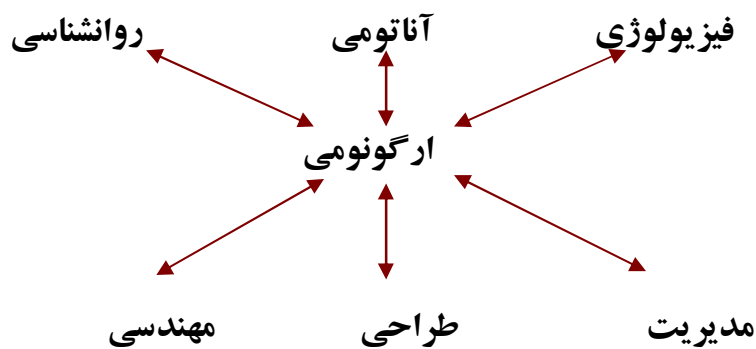 فیزیولوژی آناتومی روانشناسی
ارگونومی
مدیریت طراحی مهندسی